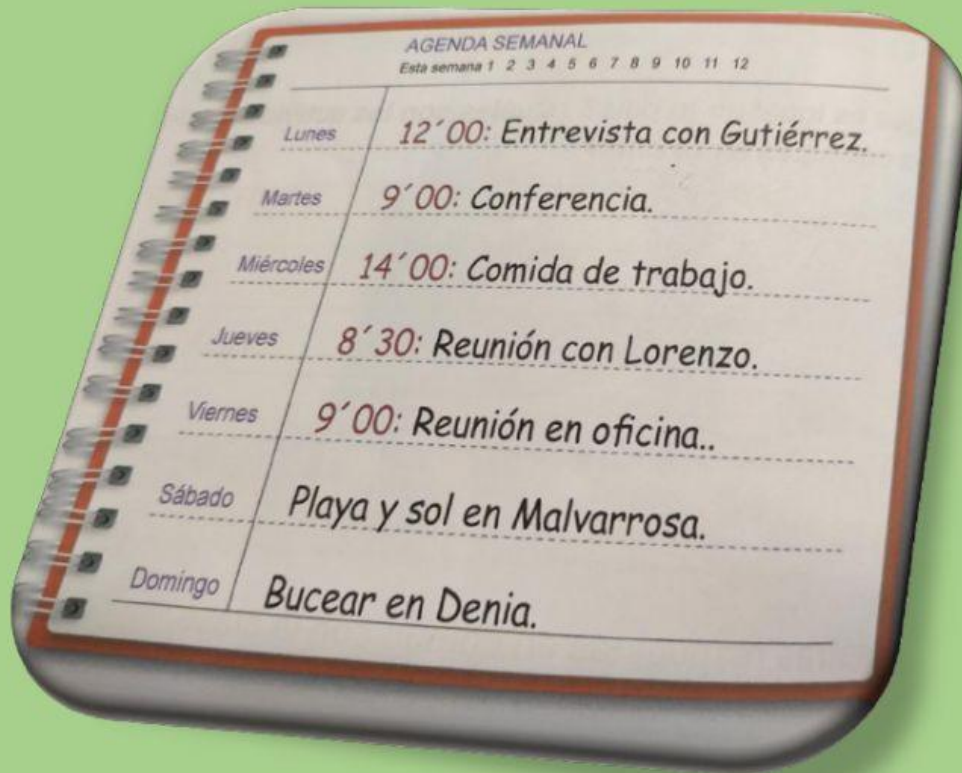 AGENDA SEMANAL
Esta semana 1 2 3 4 5 6 7 8 9 10 11 12
Lunes 12´00: Entrevista con Gutiérrez.
Martes 9´00: Conferencia.
Miércoles 14´00: Comida de trabajo.
Jueves 8´30: Reunión con Lorenzo.
Viernes 9´00: Reunión en oficina..
Sábado Playa y sol en Malvarrosa.
Domingo Bucear en Denia.